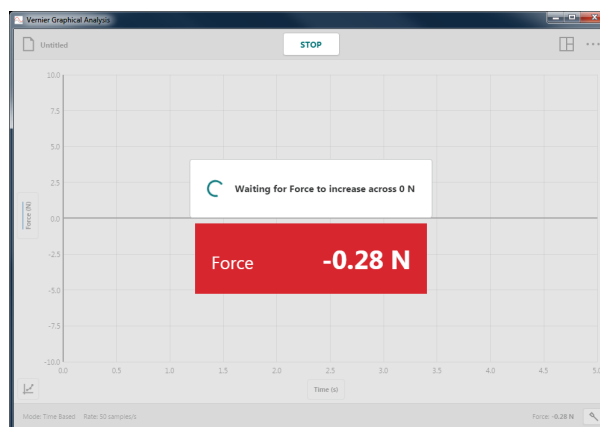 Vernier Graphical Analysis
Untitled
STOP
10.0
7.5
5.0
2.5
0.0
-2.5
-5.0
-7.5
-10.0
Force (N)
Waiting for Force to increase across 0 N
Force -0.28 N
0.0 0.5 1.0 1.5 2.0 2.5 3.0 3.5 4.0 4.5 5.0
Time (s)
Mode: Time Based Rate: 50 samples/s Force: -0.28 N